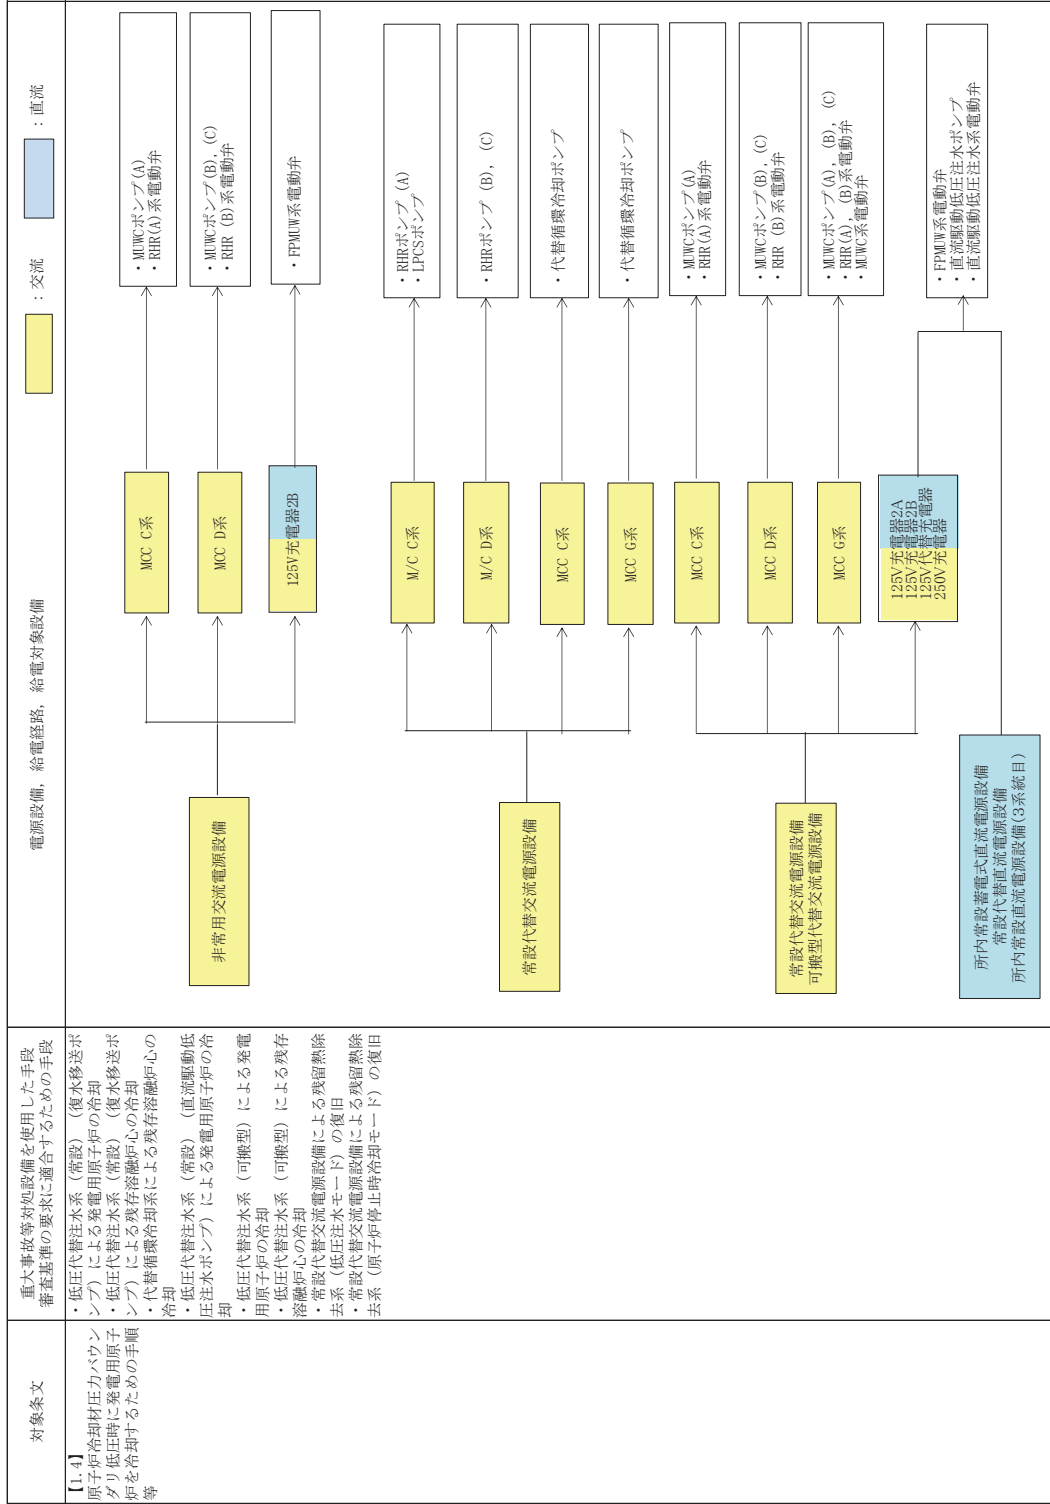 対象条文
重大事故等対処設備を使用した手段
審査基準の要求に適合するための手段
電源設備，給電経路，給電対象設備
：交流
：直流
【1.4】
原子炉冷却材圧力バウン
ダリ低圧時に発電用原子
炉を冷却するための手順
等
・低圧代替注水系（常設）（復水移送ポ
ンプ）による発電用原子炉の冷却
・低圧代替注水系（常設）（復水移送ポ
ンプ）による残存溶融炉心の冷却
・代替循環冷却系による残存溶融炉心の
冷却
・低圧代替注水系（常設）（直流駆動低
圧注水ポンプ）による発電用原子炉の冷
却
・低圧代替注水系（可搬型）による発電
用原子炉の冷却
・低圧代替注水系（可搬型）による残存
溶融炉心の冷却
・常設代替交流電源設備による残留熱除
去系（低圧注水モード）の復旧
・常設代替交流電源設備による残留熱除
去系（原子炉停止時冷却モード）の復旧
非常用交流電源設備
MCC C系
・MUWCポンプ(A)
・RHR(A)系電動弁
MCC D系
・MUWCポンプ(B), (C)
・RHR (B)系電動弁
125V充電器2B
・FPMUW系電動弁
常設代替交流電源設備
M/C C系
・RHRポンプ (A)
・LPCSポンプ
M/C D系
・RHRポンプ (B), (C)
MCC C系
・代替循環冷却ポンプ
MCC G系
・代替循環冷却ポンプ
常設代替交流電源設備
可搬型代替交流電源設備
MCC C系
・MUWCポンプ(A)
・RHR(A)系電動弁
MCC D系
・MUWCポンプ(B), (C)
・RHR (B)系電動弁
MCC G系
・MUWCポンプ(A), (B), (C)
・RHR(A), (B)系電動弁
・MUWC系電動弁
125V充電器2A
125V充電器2B
125V代替充電器
250V充電器
・FPMUW系電動弁
・直流駆動低圧注水ポンプ
・直流駆動低圧注水系電動弁
所内常設蓄電式直流電源設備
常設代替直流電源設備
所内常設直流電源設備(3系統目)